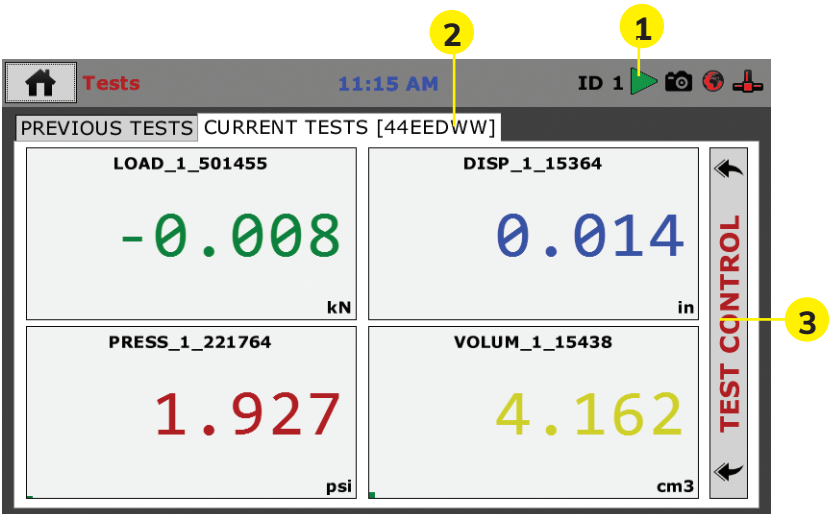 2
1
Tests
11:15 AM
ID 1
PREVIOUS TESTS
CURRENT TESTS [44EEDWW]
LOAD_1_501455
-0.008
kN
DISP_1_15364
0.014
in
PRESS_1_221764
1.927
psi
VOLUM_1_15438
4.162
cm3
TEST CONTROL
3